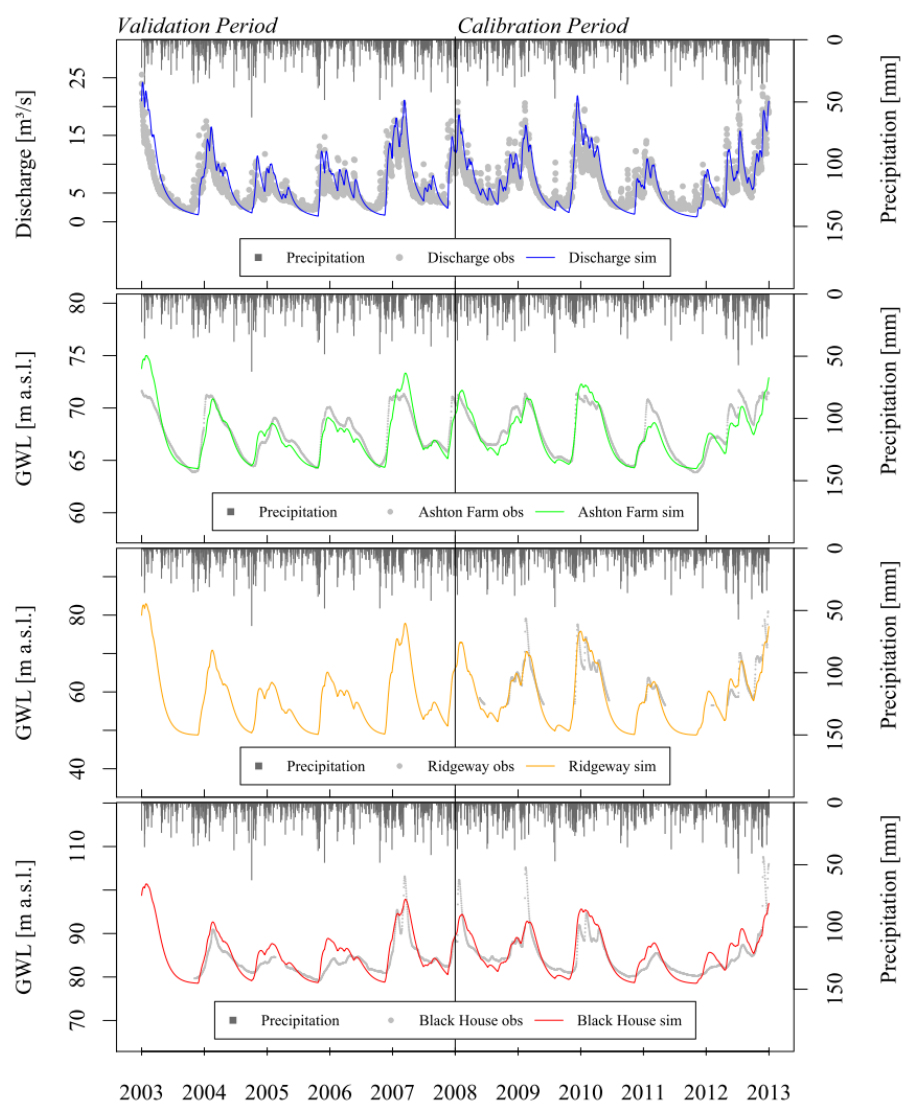 Validation Period Calibration Period
Discharge [m³/s]
25
15
5
0
0
50
100
150
Precipitation [mm]
Precipitation Discharge obs Discharge sim
GWL [m a.s.l.]
80
75
70
65
60
0
50
100
150
Precipitation [mm]
Precipitation Ashton Farm obs Ashton Farm sim
GWL [m a.s.l.]
80
60
40
0
50
100
150
Precipitation [mm]
Precipitation Ridgeway obs Ridgeway sim
GWL [m a.s.l.]
110
90
80
70
0
50
100
150
Precipitation [mm]
Precipitation Black House obs Black House sim
2003 2004 2005 2006 2007 2008 2009 2010 2011 2012 2013